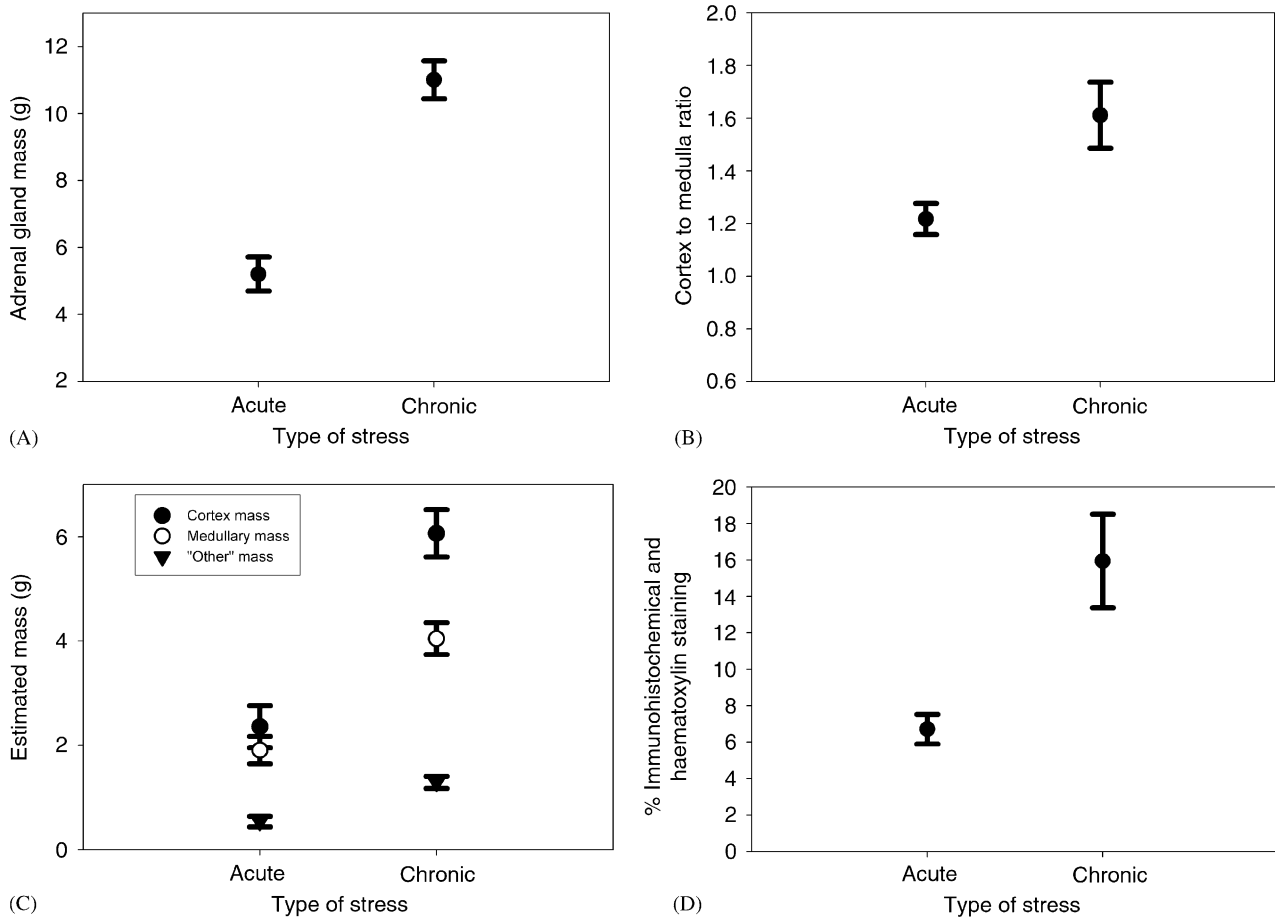 12
10
8
6
4
2
Adrenal gland mass (g)
Acute
Chronic
Type of stress
(A)
2.0
1.8
1.6
1.4
1.2
1.0
0.8
0.6
Cortex to medulla ratio
Acute
Chronic
Type of stress
(B)
6
4
2
0
Estimated mass (g)
Cortex mass
Medullary mass
"Other" mass
Acute
Chronic
Type of stress
(C)
20
18
16
14
12
10
8
6
4
2
0
% Immunohistochemical and
haematoxylin staining
Acute
Chronic
Type of stress
(D)